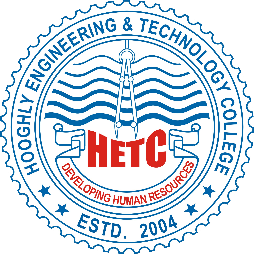 HOOGHLY ENGINEERING & TECHNOLOGY COLLEGE
HETC
DEVELOPING HUMAN RESOURCES
ESTD. 2004